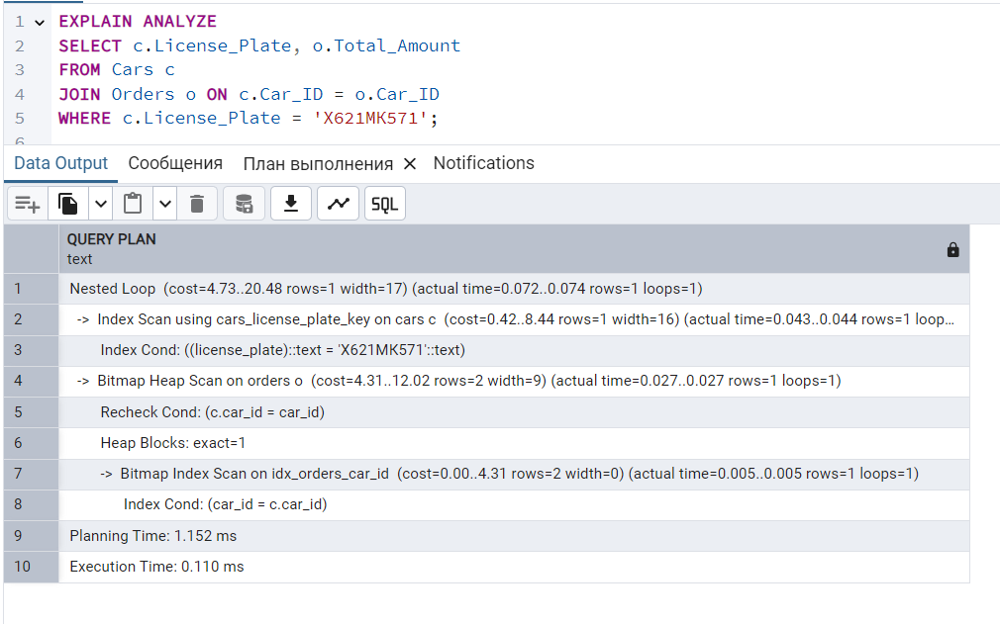 1 EXPLAIN ANALYZE
2 SELECT c.License_Plate, o.Total_Amount
3 FROM Cars c
4 JOIN Orders o ON c.Car_ID = o.Car_ID
5 WHERE c.License_Plate = 'X621MK571';
6
Data Output Сообщения План выполнения Notifications
SQL
QUERY PLAN
text
1 Nested Loop (cost=4.73..20.48 rows=1 width=17) (actual time=0.072..0.074 rows=1 loops=1)
2 -> Index Scan using cars_license_plate_key on cars c (cost=0.42..8.44 rows=1 width=16) (actual time=0.043..0.044 rows=1 loop...
3 Index Cond: ((license_plate)::text = 'X621MK571'::text)
4 -> Bitmap Heap Scan on orders o (cost=4.31..12.02 rows=2 width=9) (actual time=0.027..0.027 rows=1 loops=1)
5 Recheck Cond: (c.car_id = car_id)
6 Heap Blocks: exact=1
7 -> Bitmap Index Scan on idx_orders_car_id (cost=0.00..4.31 rows=2 width=0) (actual time=0.005..0.005 rows=1 loops=1)
8 Index Cond: (car_id = c.car_id)
9 Planning Time: 1.152 ms
10 Execution Time: 0.110 ms